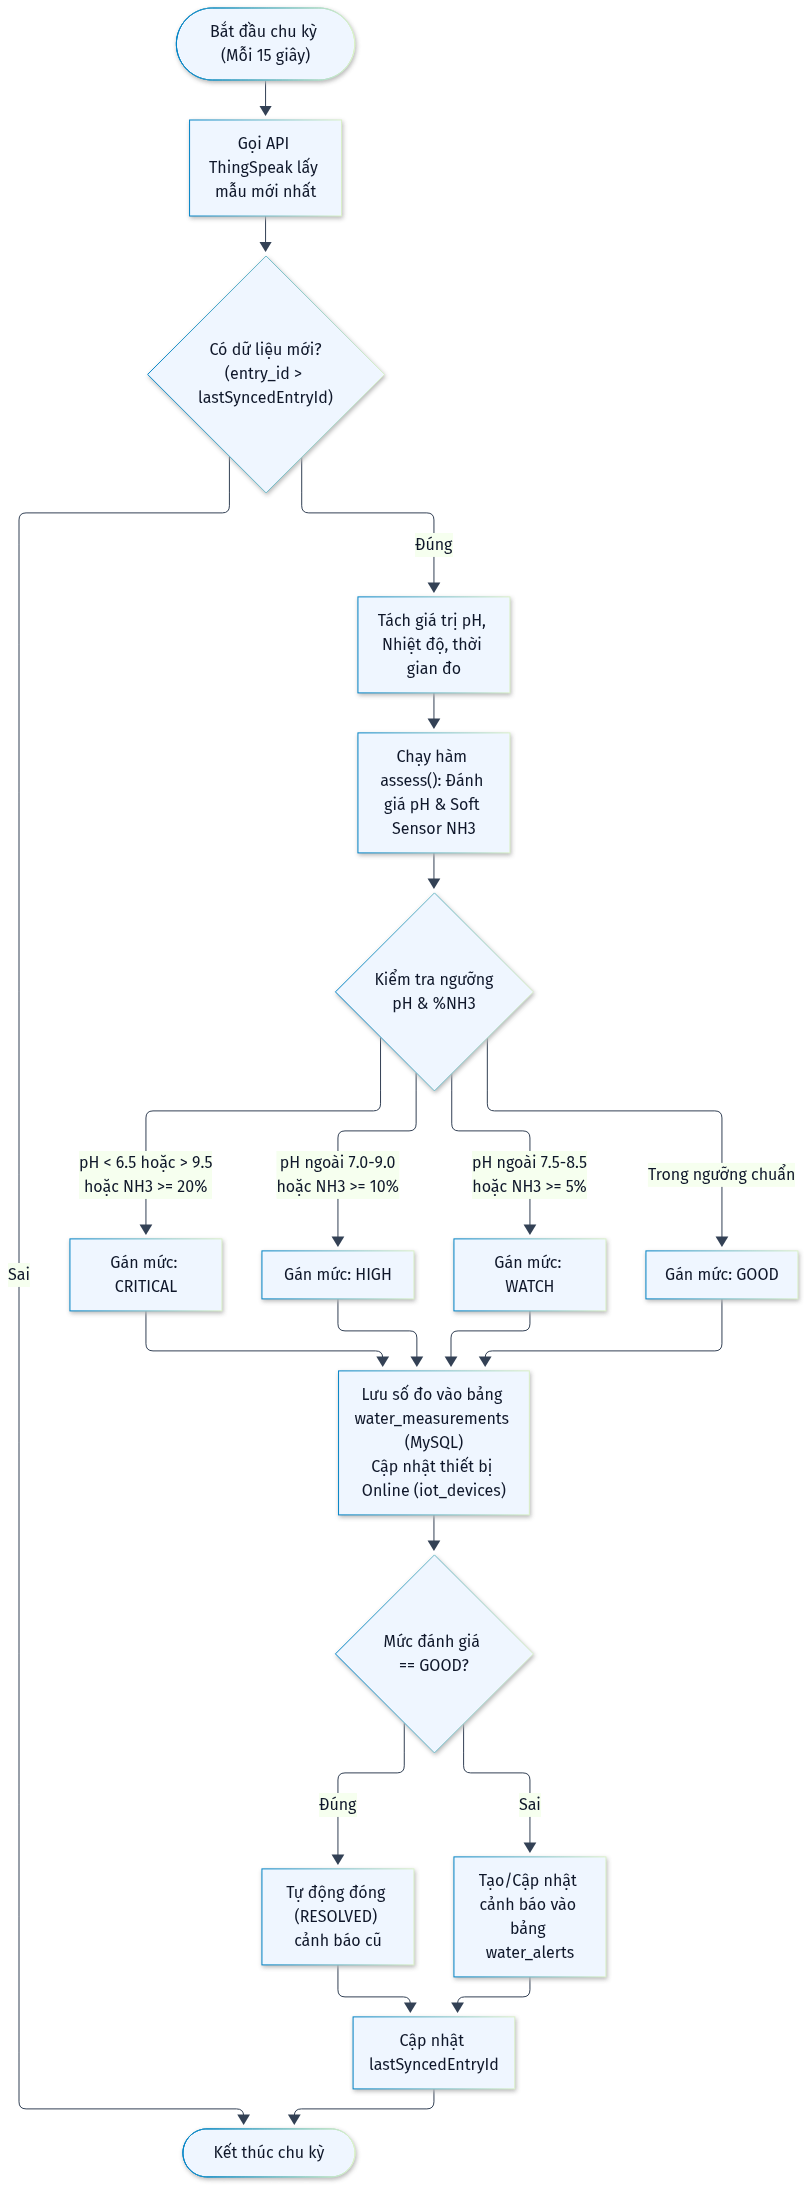 Bắt đầu chu kỳ
(Mỗi 15 giây)
Gọi API
ThingSpeak lấy
mẫu mới nhất
Có dữ liệu mới?
(entry_id >
lastSyncedEntryId)
Đúng
Tách giá trị pH,
Nhiệt độ, thời
gian đo
Chạy hàm
assess(): Đánh
giá pH & Soft
Sensor NH3
Kiểm tra ngưỡng
pH & %NH3
pH < 6.5 hoặc > 9.5
hoặc NH3 >= 20%
pH ngoài 7.0-9.0
hoặc NH3 >= 10%
pH ngoài 7.5-8.5
hoặc NH3 >= 5%
Trong ngưỡng chuẩn
Sai
Gán mức:
CRITICAL
Gán mức: HIGH
Gán mức:
WATCH
Gán mức: GOOD
Lưu số đo vào bảng
water_measurements
(MySQL)
Cập nhật thiết bị
Online (iot_devices)
Mức đánh giá
== GOOD?
Đúng
Sai
Tự động đóng
(RESOLVED)
cảnh báo cũ
Tạo/Cập nhật
cảnh báo vào
bảng
water_alerts
Cập nhật
lastSyncedEntryId
Kết thúc chu kỳ